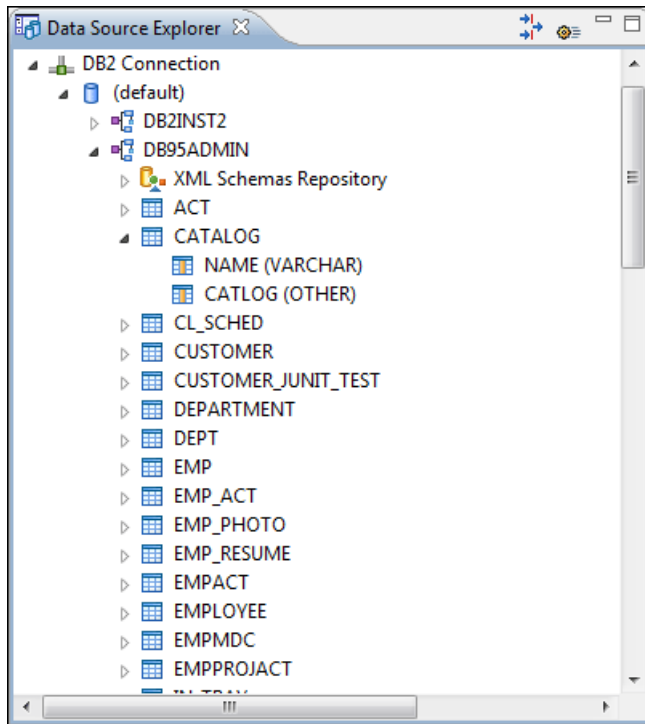 Data Source Explorer
DB2 Connection
(default)
DB2INST2
DB95ADMIN
XML Schemas Repository
ACT
CATALOG
NAME (VARCHAR)
CATLOG (OTHER)
CL_SCHED
CUSTOMER
CUSTOMER_JUNIT_TEST
DEPARTMENT
DEPT
EMP
EMP_ACT
EMP_PHOTO
EMP_RESUME
EMPACT
EMPLOYEE
EMPMDC
EMPPROJACT